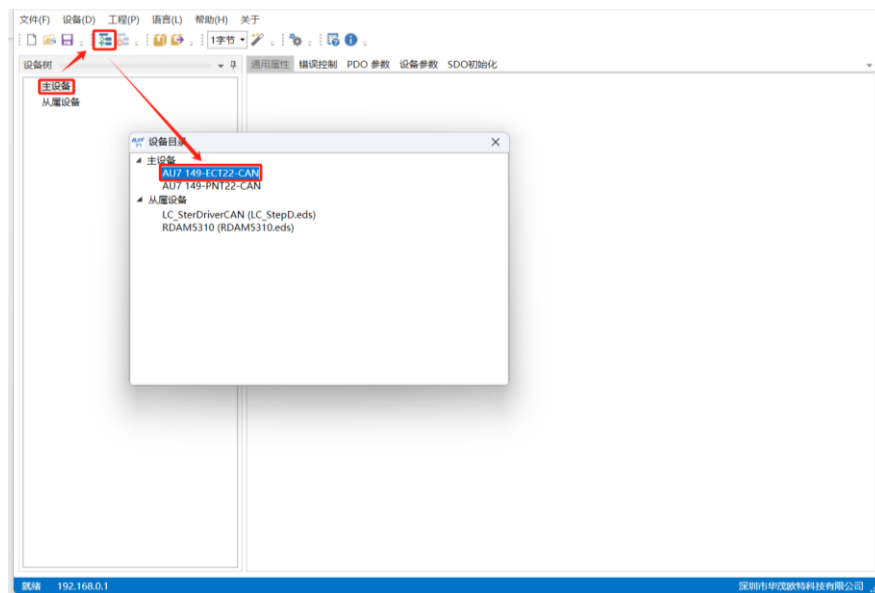 文件(F) 设备(D) 工程(P) 语言(L) 帮助(H) 关于
1字节
设备树
通用属性 错误控制 PDO 参数 设备参数 SDO初始化
主设备
从属设备
设备目录
主设备
AU7 149-ECT22-CAN
AU7 149-PNT22-CAN
从属设备
LC_SterDriverCAN (LC_StepD.eds)
RDAM5310 (RDAM5310.eds)
就绪 192.168.0.1 深圳市华茂欧特科技有限公司